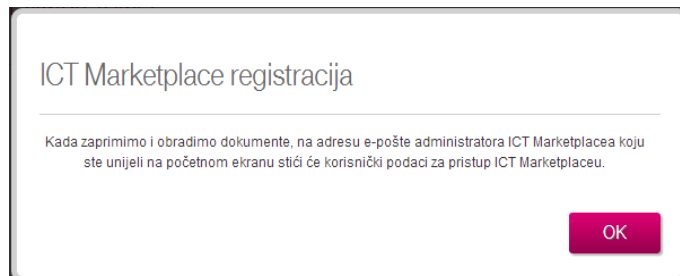 ICT Marketplace registracija
Kada zaprimimo i obradimo dokumente, na adresu e-pošte administratora ICT Marketplacea koju
ste unijeli na početnom ekranu stići će korisnički podaci za pristup ICT Marketplaceu.
OK